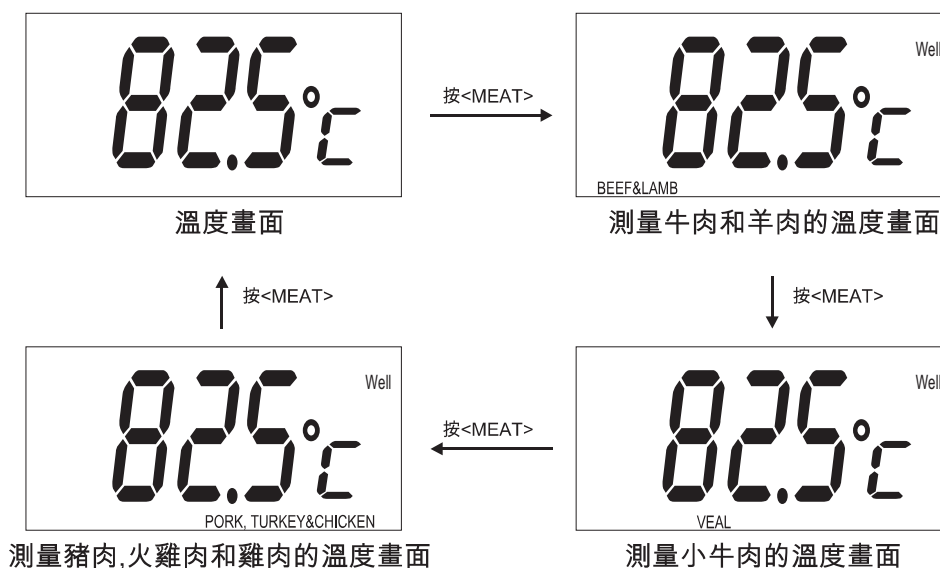 82.5°C
按<MEAT>
82.5°C
Well
BEEF&LAMB
溫度畫面
測量牛肉和羊肉的溫度畫面
按<MEAT>
按<MEAT>
82.5°C
Well
PORK, TURKEY&CHICKEN
按<MEAT>
82.5°C
Well
VEAL
測量豬肉,火雞肉和雞肉的溫度畫面
測量小牛肉的溫度畫面